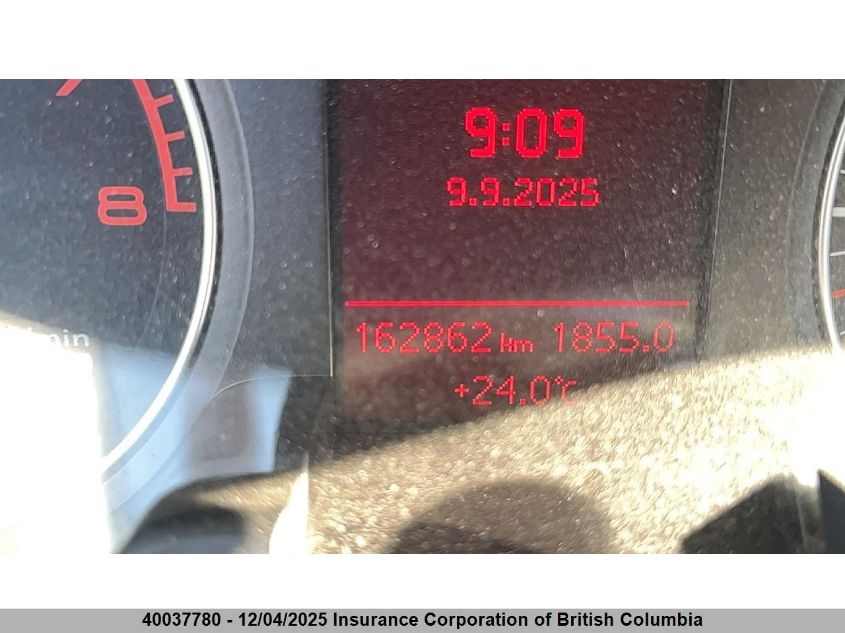 9:09
9.9.2025
8
162862 km 1855.0
+24.0°C
min
40037780 - 12/04/2025 Insurance Corporation of British Columbia